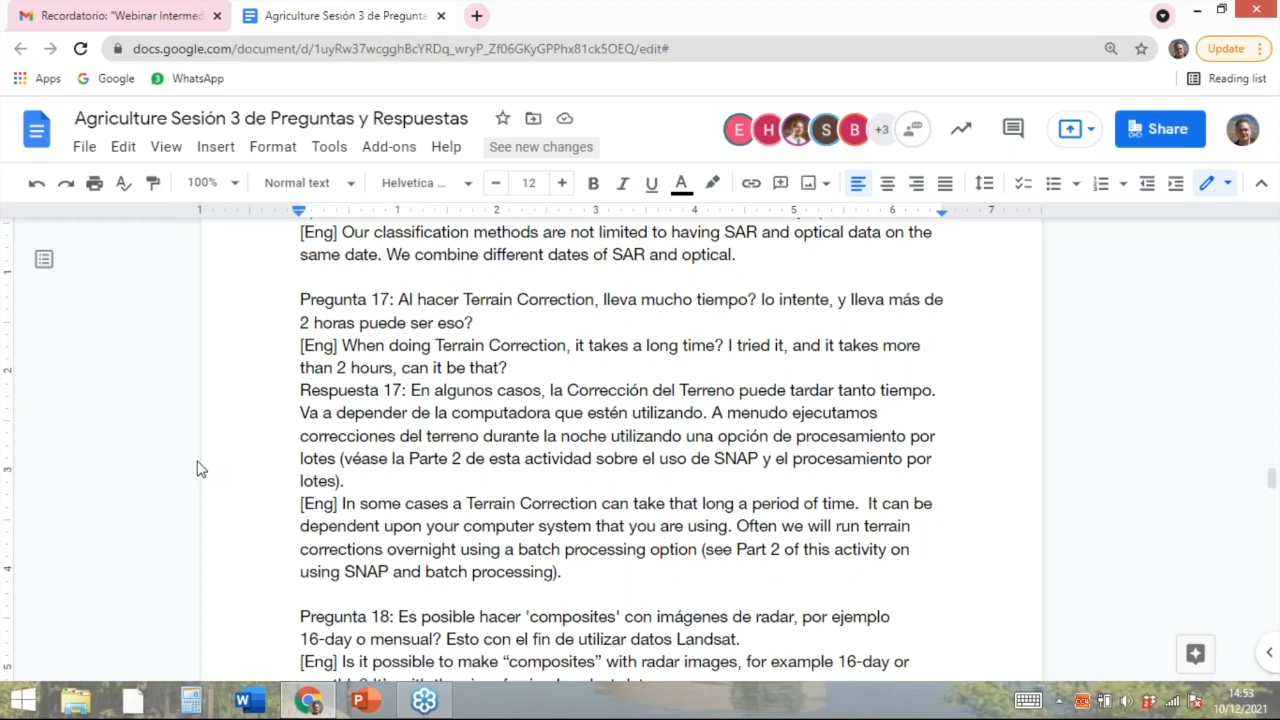 Recordatorio: "Webinar Intermed
Agriculture Sesión 3 de Pregunta
docs.google.com/document/d/1uyRw37wcgghBcYRDq_wryP_Zf06GKyGPPhx81ck5OEQ/edit#
Update
Apps
Google
WhatsApp
Reading list
Agriculture Sesión 3 de Preguntas y Respuestas
E
H
S
B
+3
Share
File Edit View Insert Format Tools Add-ons Help
See new changes
100%
Normal text
Helvetica ...
12
1 1 2 3 4 5 6 7
[Eng] Our classification methods are not limited to having SAR and optical data on the
same date. We combine different dates of SAR and optical.
Pregunta 17: Al hacer Terrain Correction, lleva mucho tiempo? lo intente, y lleva más de
2 horas puede ser eso?
[Eng] When doing Terrain Correction, it takes a long time? I tried it, and it takes more
than 2 hours, can it be that?
Respuesta 17: En algunos casos, la Corrección del Terreno puede tardar tanto tiempo.
Va a depender de la computadora que estén utilizando. A menudo ejecutamos
correcciones del terreno durante la noche utilizando una opción de procesamiento por
lotes (véase la Parte 2 de esta actividad sobre el uso de SNAP y el procesamiento por
lotes).
[Eng] In some cases a Terrain Correction can take that long a period of time.  It can be
dependent upon your computer system that you are using. Often we will run terrain
corrections overnight using a batch processing option (see Part 2 of this activity on
using SNAP and batch processing).
Pregunta 18: Es posible hacer 'composites' con imágenes de radar, por ejemplo
16-day o mensual? Esto con el fin de utilizar datos Landsat.
[Eng] Is it possible to make “composites” with radar images, for example 16-day or
14:53
10/12/2021